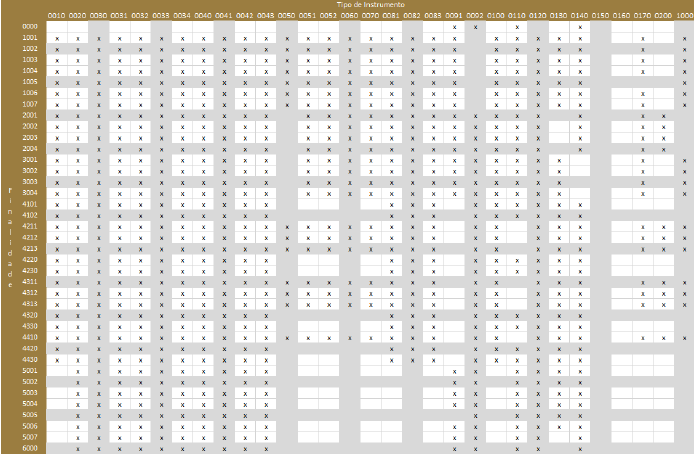 Tipo de Instrumento
0010 0020 0030 0031 0032 0033 0034 0040 0041 0042 0043 0050 0051 0052 0060 0070 0081 0082 0083 0091 0092 0100 0110 0120 0130 0140 0150 0160 0170 0200 1000
Finalidade
0000 x x x x
1001 x x x x x x x x x x x x x x x x x x x x x x x x x x x
1002 x x x x x x x x x x x x x x x x x x x x x x x x x x x
1003 x x x x x x x x x x x x x x x x x x x x x x x x x x x
1004 x x x x x x x x x x x x x x x x x x x x x x x x x x x
1005 x x x x x x x x x x x x x x x x x x x x x x x x x x
1006 x x x x x x x x x x x x x x x x x x x x x x x x x x x
1007 x x x x x x x x x x x x x x x x x x x x x x x x x x x
2001 x x x x x x x x x x x x x x x x x x x x x x x x x x
2002 x x x x x x x x x x x x x x x x x x x x x x x x x x
2003 x x x x x x x x x x x x x x x x x x x x x x x x x x
2004 x x x x x x x x x x x x x x x x x x x x x x x x x x
3001 x x x x x x x x x x x x x x x x x x x x x x x x x
3002 x x x x x x x x x x x x x x x x x x x x x x x x x
3003 x x x x x x x x x x x x x x x x x x x x x x x x x
3004 x x x x x x x x x x x x x x x x x x x x x x x x x
4101 x x x x x x x x x x x x x x x x x x x x
4102 x x x x x x x x x x x x x x x x x x x x
4211 x x x x x x x x x x x x x x x x x x x x x x x x x x x
4212 x x x x x x x x x x x x x x x x x x x x x x x x x x x
4213 x x x x x x x x x x x x x x x x x x x x x x x x x x x
4220 x x x x x x x x x x x x x x x x x x x x
4230 x x x x x x x x x x x x x x x x x x x x
4311 x x x x x x x x x x x x x x x x x x x x x x x x x x x
4312 x x x x x x x x x x x x x x x x x x x x x x x x x x x
4313 x x x x x x x x x x x x x x x x x x x x x x x x x x x
4320 x x x x x x x x x x x x x x x x x x x x
4330 x x x x x x x x x x x x x x x x x x x x
4410 x x x x x x x x x x x x x x x x x x x x x x x x x x x
4420 x x x x x x x x x x x x x x x x x x x x
4430 x x x x x x x x x x x x x x x x x x x x
5001 x x x x x x x x x x x x x x x x
5002 x x x x x x x x x x x x x x x x
5003 x x x x x x x x x x x x x x x x
5004 x x x x x x x x x x x x x x x x
5005 x x x x x x x x x x x x x x x
5006 x x x x x x x x x x x x x x x x
5007 x x x x x x x x x x x x x x
6000 x x x x x x x x x x x x x x x